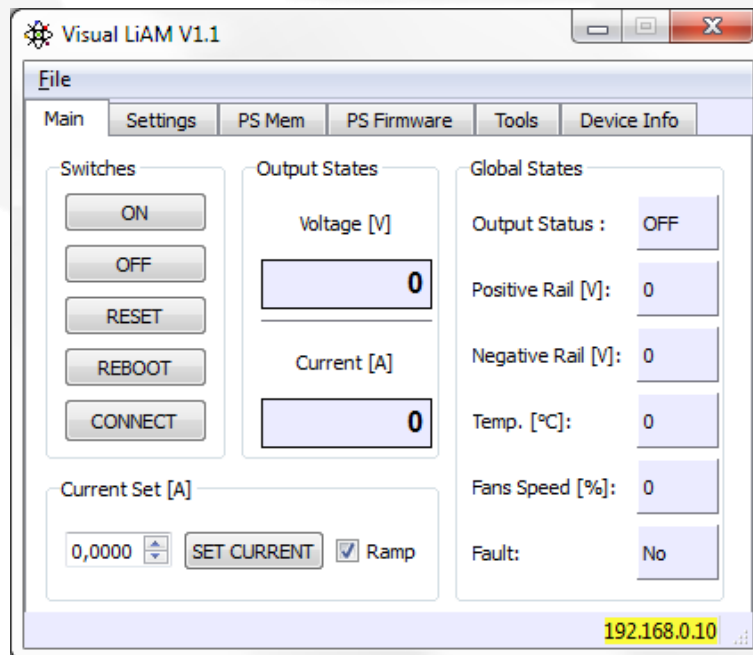 Visual LiAM V1.1
File
Main Settings PS Mem PS Firmware Tools Device Info
Switches
ON
OFF
RESET
REBOOT
CONNECT
Output States
Voltage [V]
0
Current [A]
0
Global States
Output Status : OFF
Positive Rail [V]: 0
Negative Rail [V]: 0
Temp. [°C]: 0
Fans Speed [%]: 0
Fault: No
Current Set [A]
0,0000 SET CURRENT Ramp
192.168.0.10